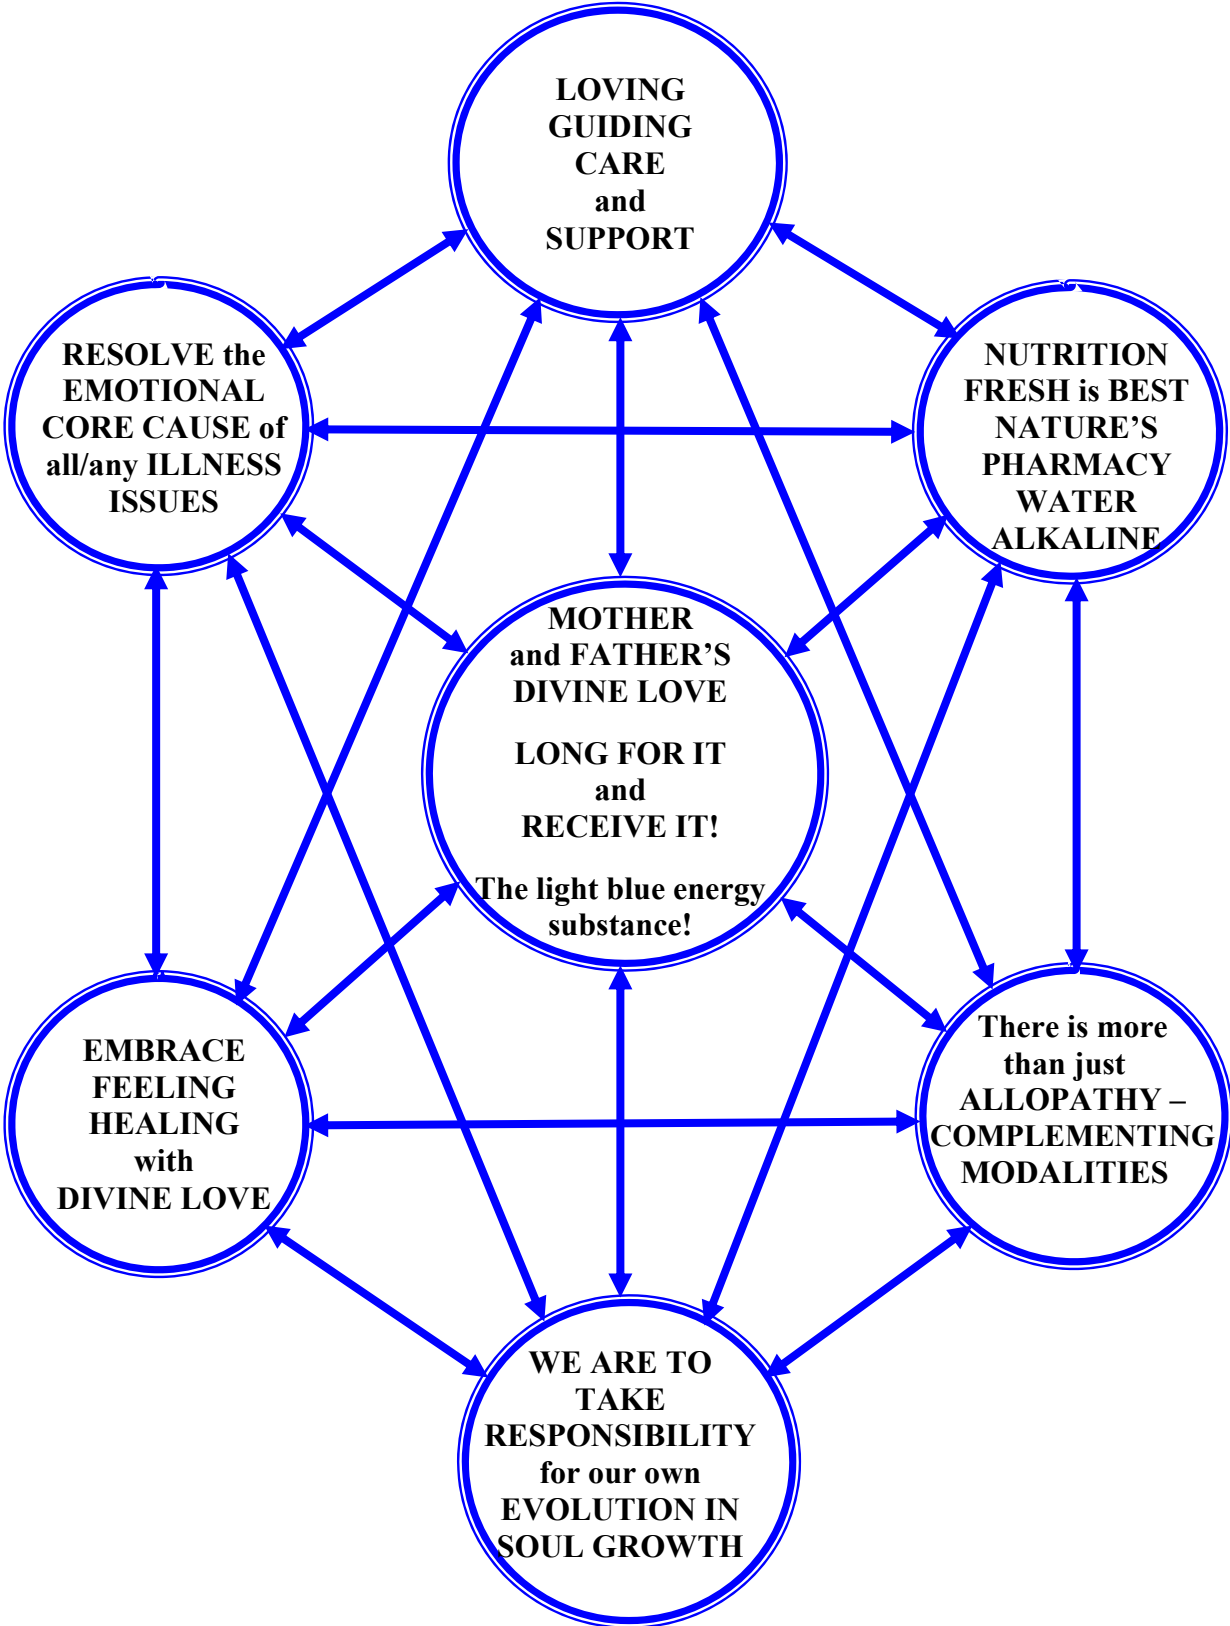 LOVING
GUIDING
CARE
and
SUPPORT
RESOLVE the
EMOTIONAL
CORE CAUSE of
all/any ILLNESS
ISSUES
NUTRITION
FRESH is BEST
NATURE’S
PHARMACY
WATER
ALKALINE
MOTHER
and FATHER’S
DIVINE LOVE
LONG FOR IT
and
RECEIVE IT!
The light blue energy
substance!
EMBRACE
FEELING
HEALING
with
DIVINE LOVE
There is more
than just
ALLOPATHY –
COMPLEMENTING
MODALITIES
WE ARE TO
TAKE
RESPONSIBILITY
for our own
EVOLUTION IN
SOUL GROWTH